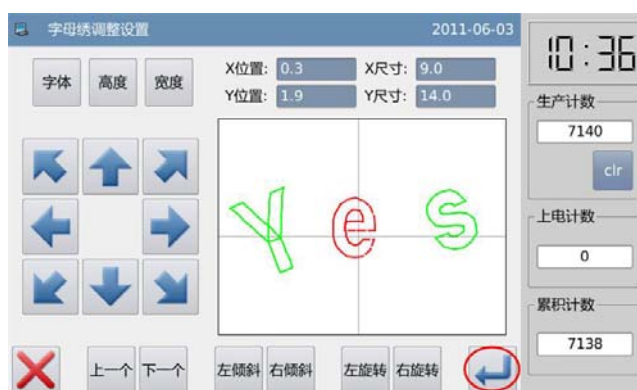 字母绣调整设置 2011-06-03
10:36
字体 高度 宽度
X位置: 0.3 X尺寸: 9.0
Y位置: 1.9 Y尺寸: 14.0
生产计数
7140
clr
Yes
上电计数
0
累积计数
7138
上一个 下一个 左倾斜 右倾斜 左旋转 右旋转